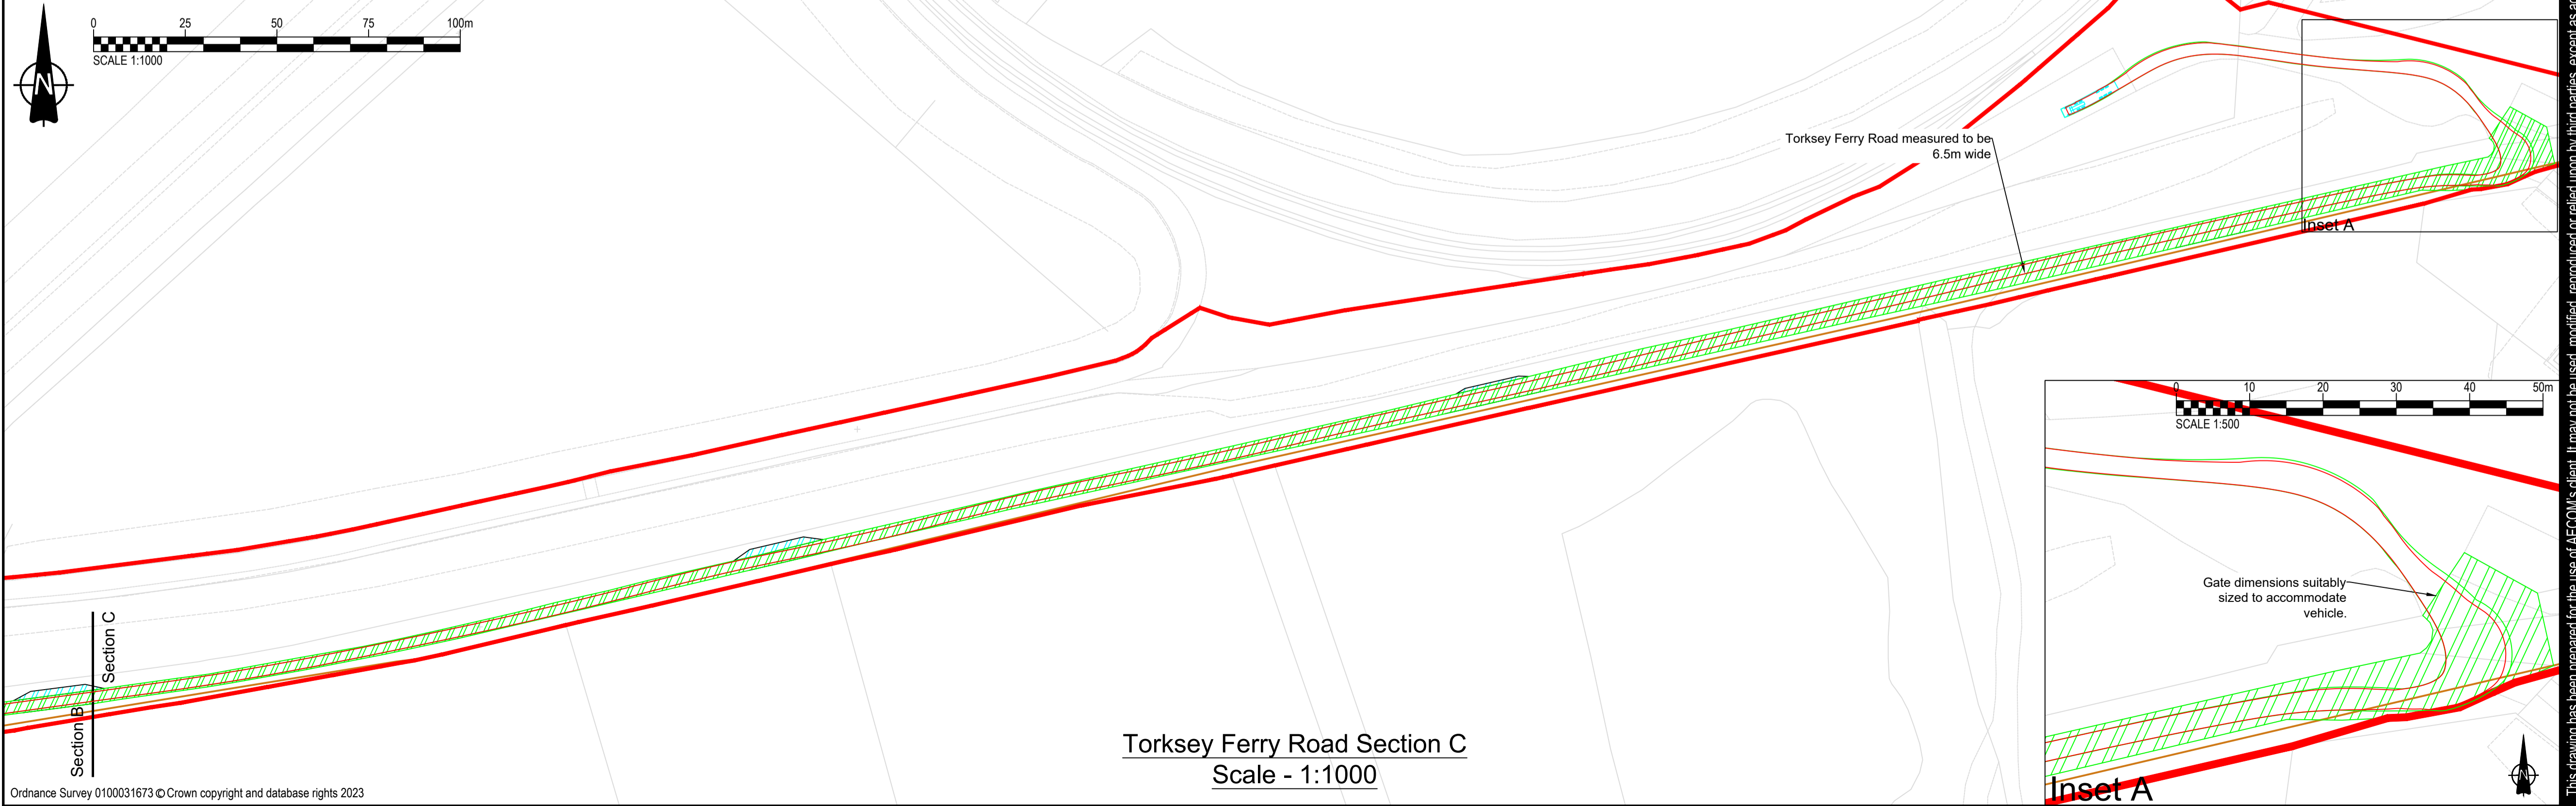 0 25 50 75 100m
SCALE 1:1000
N
Torksey Ferry Road measured to be
6.5m wide
Inset A
0 10 20 30 40 50m
SCALE 1:500
Gate dimensions suitably
sized to accommodate
vehicle.
Inset A
N
Section C
Section B
Torksey Ferry Road Section C
Scale - 1:1000
Ordnance Survey 0100031673 © Crown copyright and database rights 2023
This drawing has been prepared for the use of AECOM's client. It may not be used, modified, reproduced or relied upon by third parties, except as